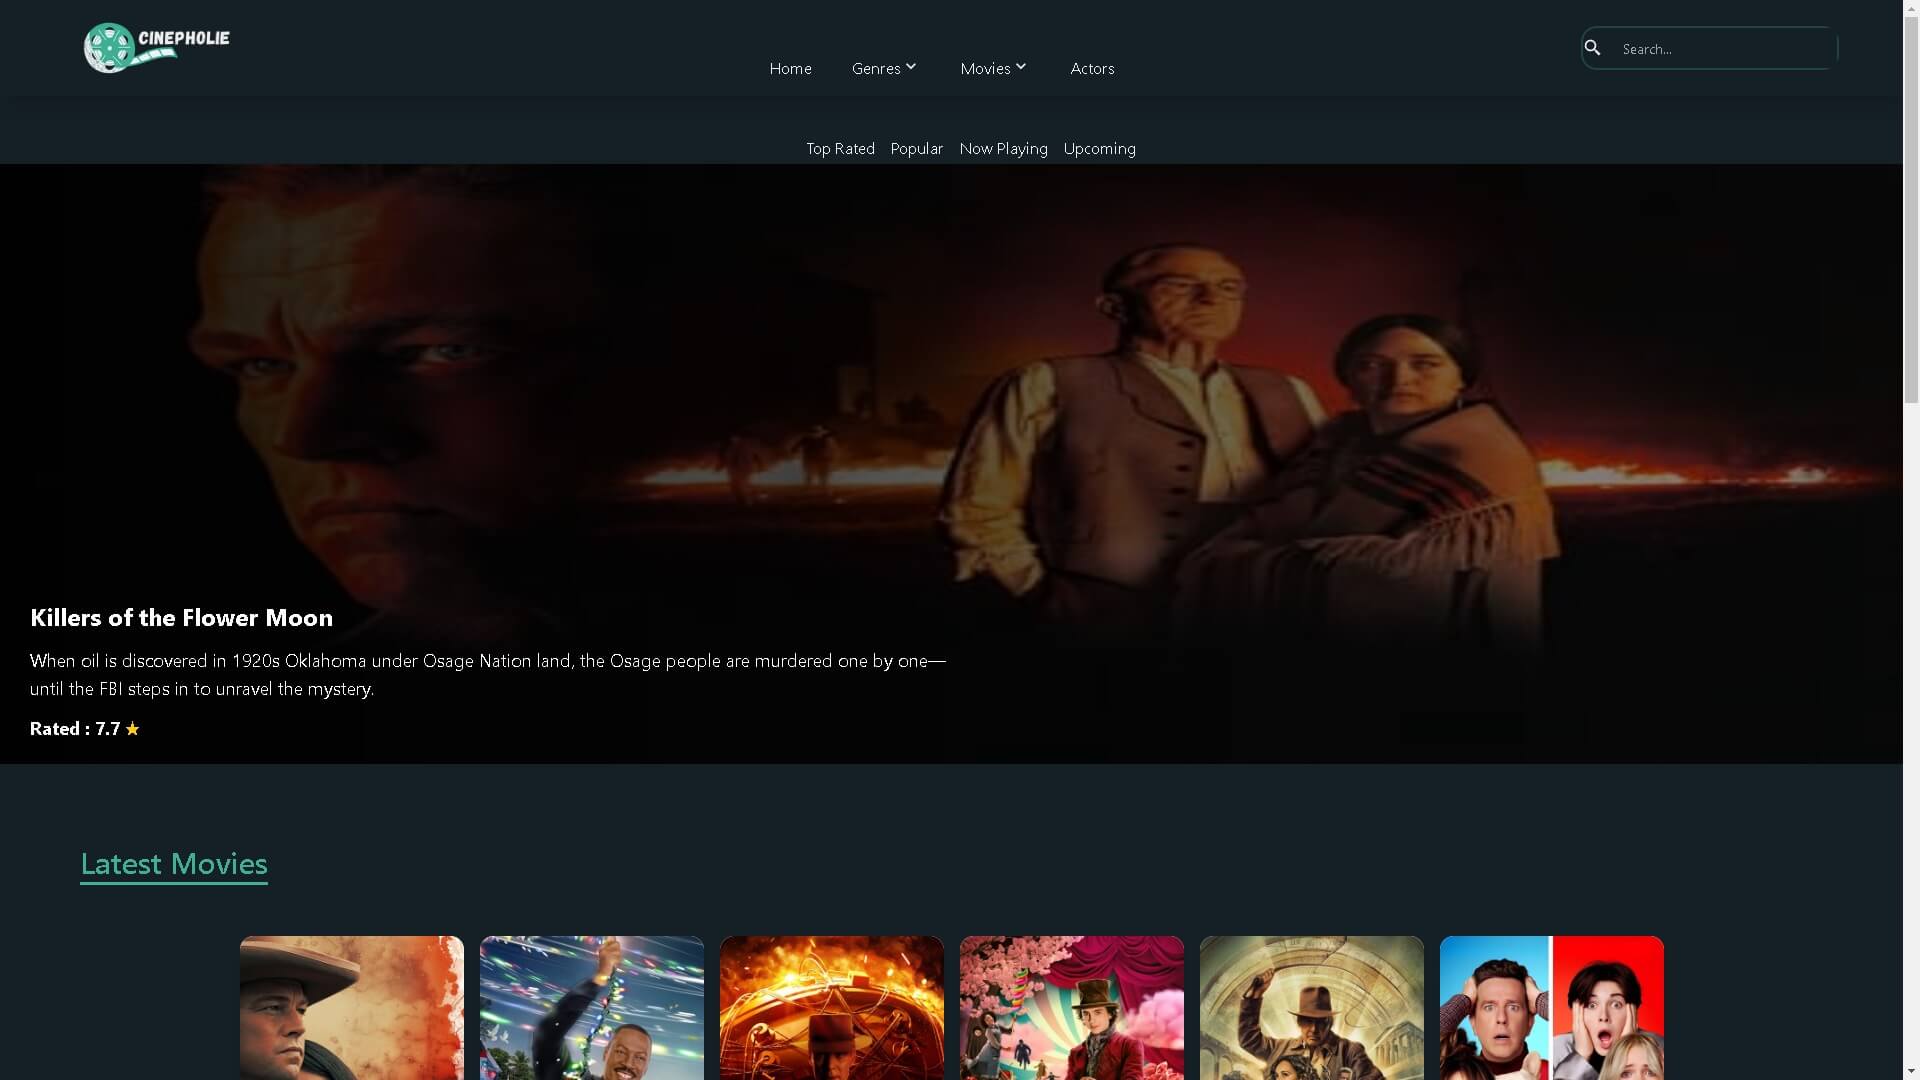 CINEPHOLIE
Home
Genres
Movies
Actors
Search...
Top Rated
Popular
Now Playing
Upcoming
Killers of the Flower Moon
When oil is discovered in 1920s Oklahoma under Osage Nation land, the Osage people are murdered one by one—
until the FBI steps in to unravel the mystery.
Rated : 7.7
Latest Movies